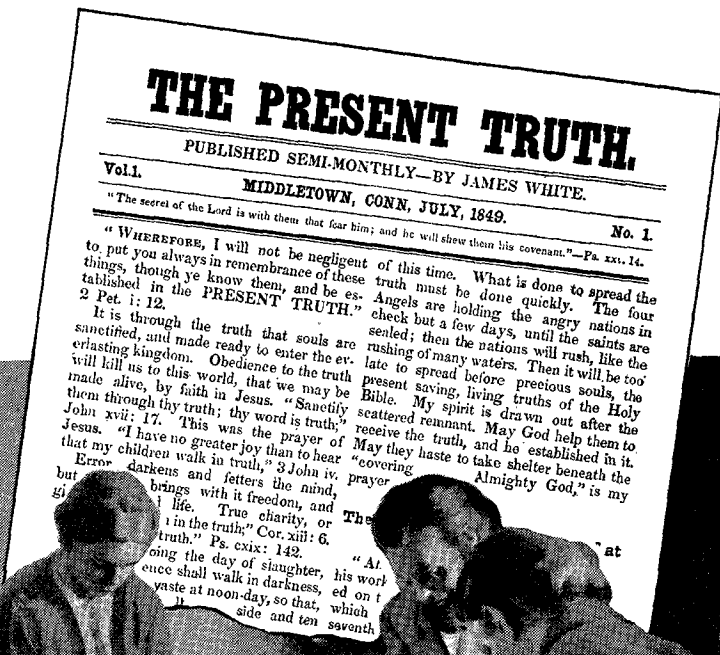 THE PRESENT TRUTH.
PUBLISHED SEMI-MONTHLY—BY JAMES WHITE.
Vol.1. MIDDLETOWN, CONN, JULY, 1849. No. 1.
"The secret of the Lord is with them that fear him; and he will shew them his covenant."—Ps. xxv. 14.
"WHEREFORE, I will not be negligent
to put you always in remembrance of these
things, though ye know them, and be es-
tablished in the PRESENT TRUTH."
2 Pet. i: 12.
It is through the truth that souls are
sanctified, and made ready to enter the ev-
erlasting kingdom. Obedience to the truth
will kill us to this world, that we may be
made alive, by faith in Jesus. "Sanctify
them through thy truth; thy word is truth;"
John xvii: 17. This was the prayer of
Jesus. "I have no greater joy than to hear
that my children walk in truth," 3 John iv.
Error, darkens and fetters the mind,
but brings with it freedom, and
gi life. True charity, or
in the truth;" Cor. xiii: 6.
truth." Ps. cxix: 142.
oing the day of slaughter,
ence shall walk in darkness,
vaste at noon-day, so that,
side and ten
of this time. What is done to spread the
truth must be done quickly. The four
Angels are holding the angry nations in
check but a few days, until the saints are
sealed; then the nations will rush, like the
rushing of many waters. Then it will be too
late to spread before precious souls, the
present saving, living truths of the Holy
Bible. My spirit is drawn out after the
scattered remnant. May God help them to
receive the truth, and be established in it.
May they haste to take shelter beneath the
"covering Almighty God," is my
prayer
The at
"At
his work
ed on t
which
seventh